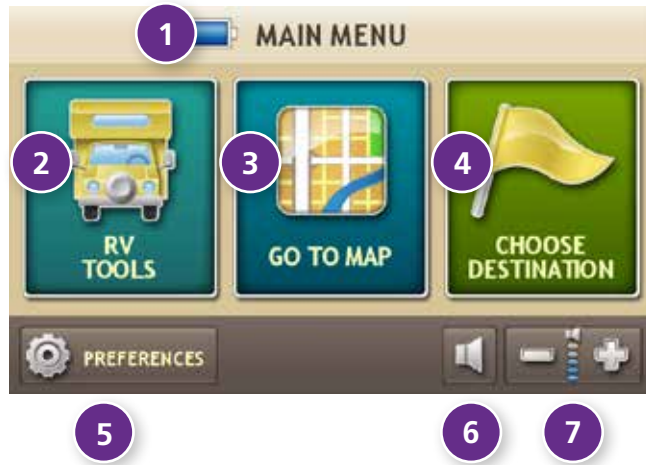 1
MAIN MENU
2
3
4
RV
TOOLS
GO TO MAP
CHOOSE
DESTINATION
PREFERENCES
5
6
7